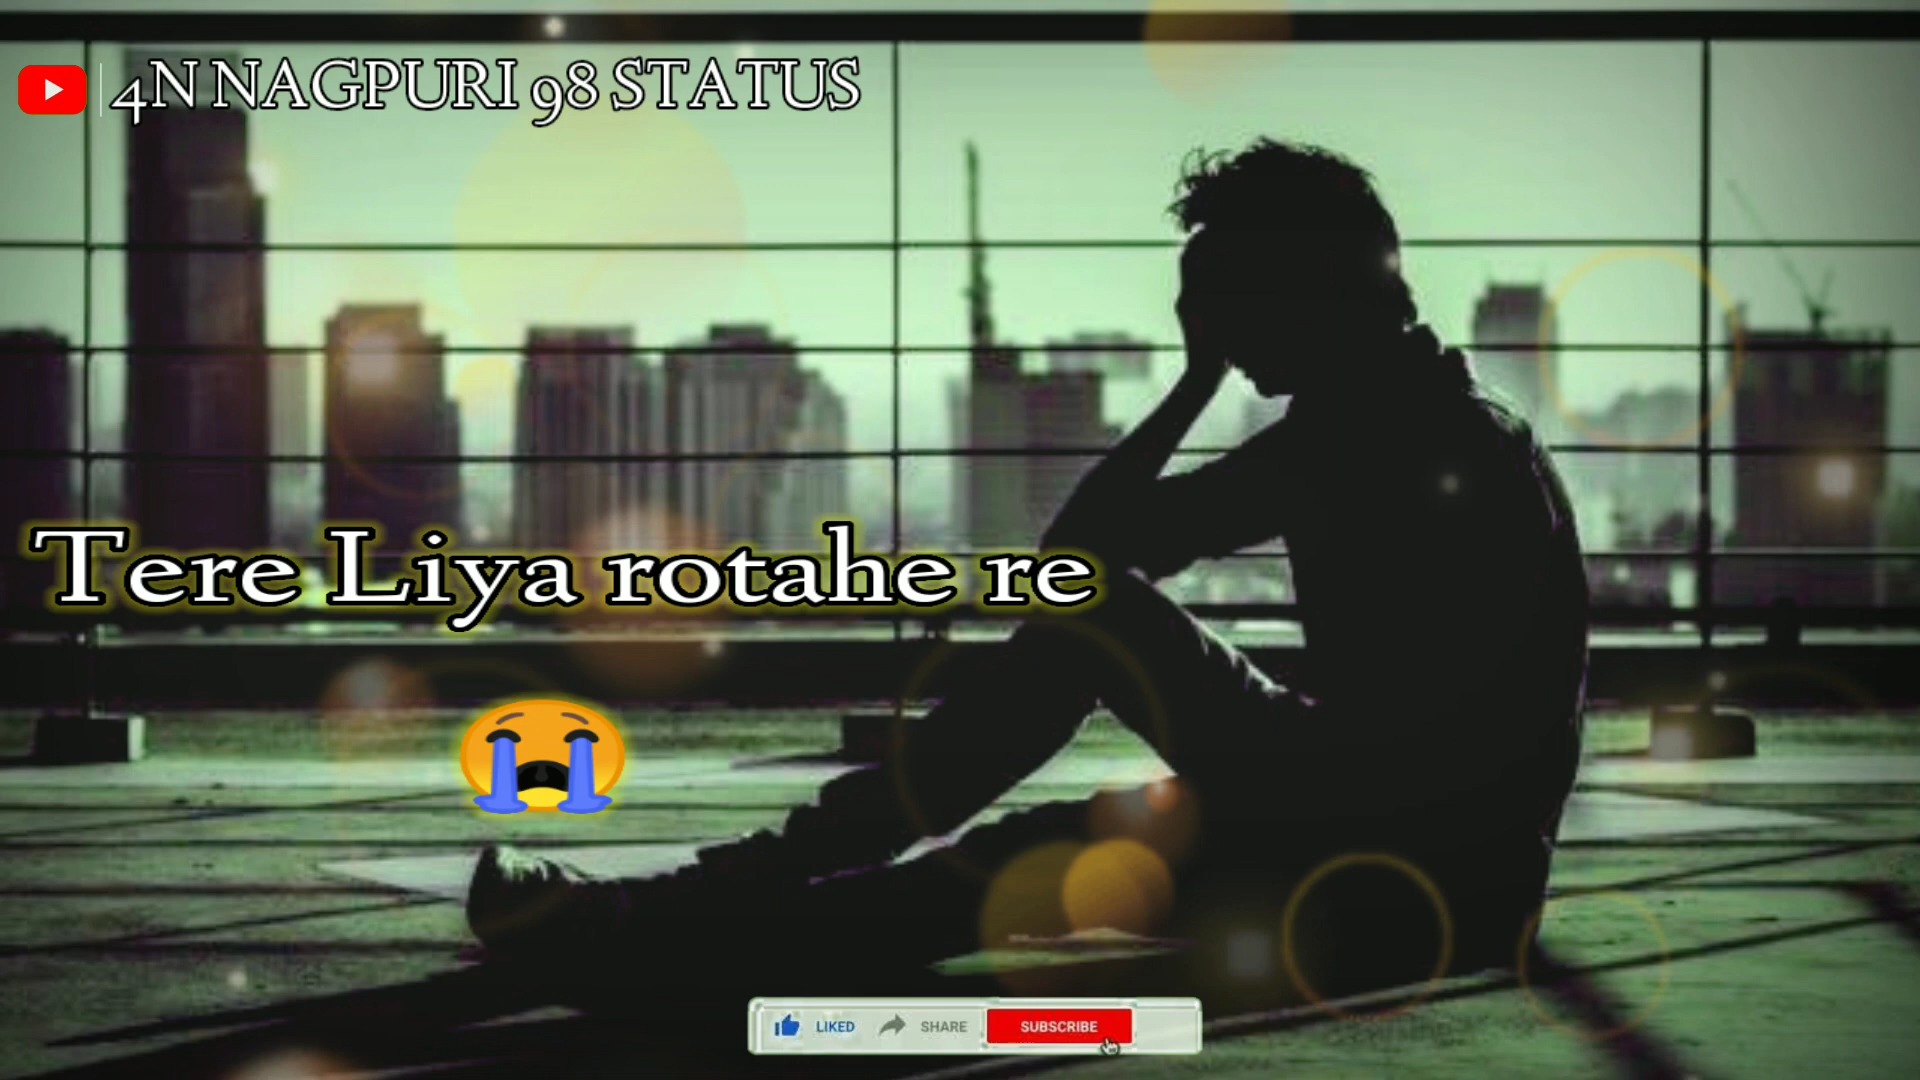 4N NAGPURI 98 STATUS
Tere Liya rotahe re
😭
LIKED SHARE SUBSCRIBE